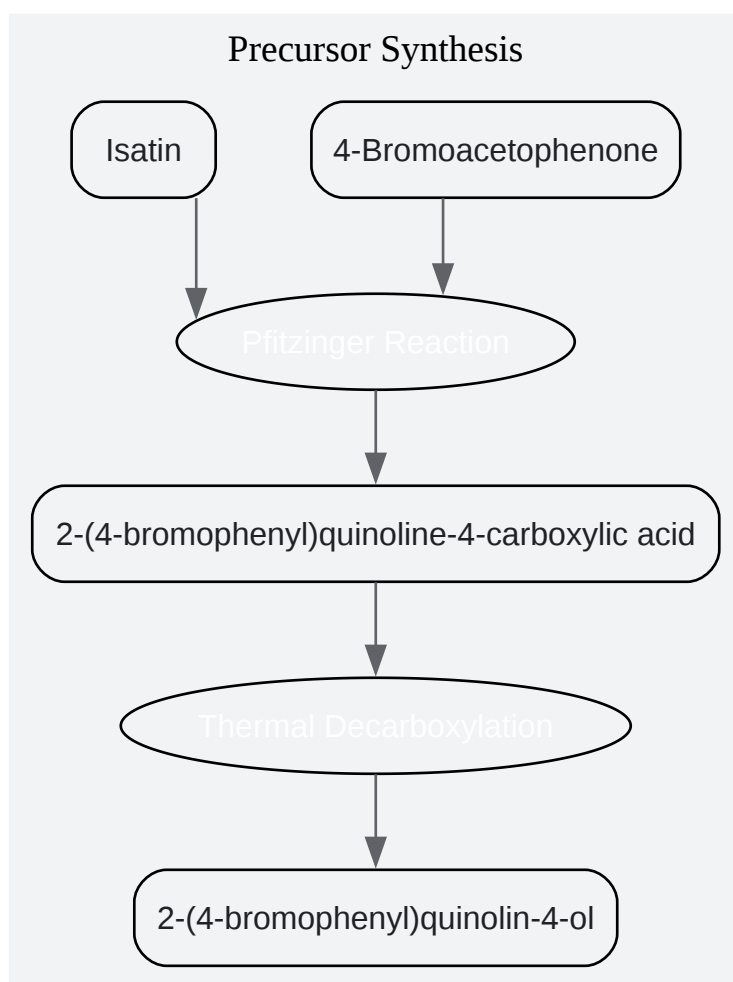 Precursor Synthesis
Isatin
4-Bromoacetophenone
Pfitzinger Reaction
2-(4-bromophenyl)quinoline-4-carboxylic acid
Thermal Decarboxylation
2-(4-bromophenyl)quinolin-4-ol